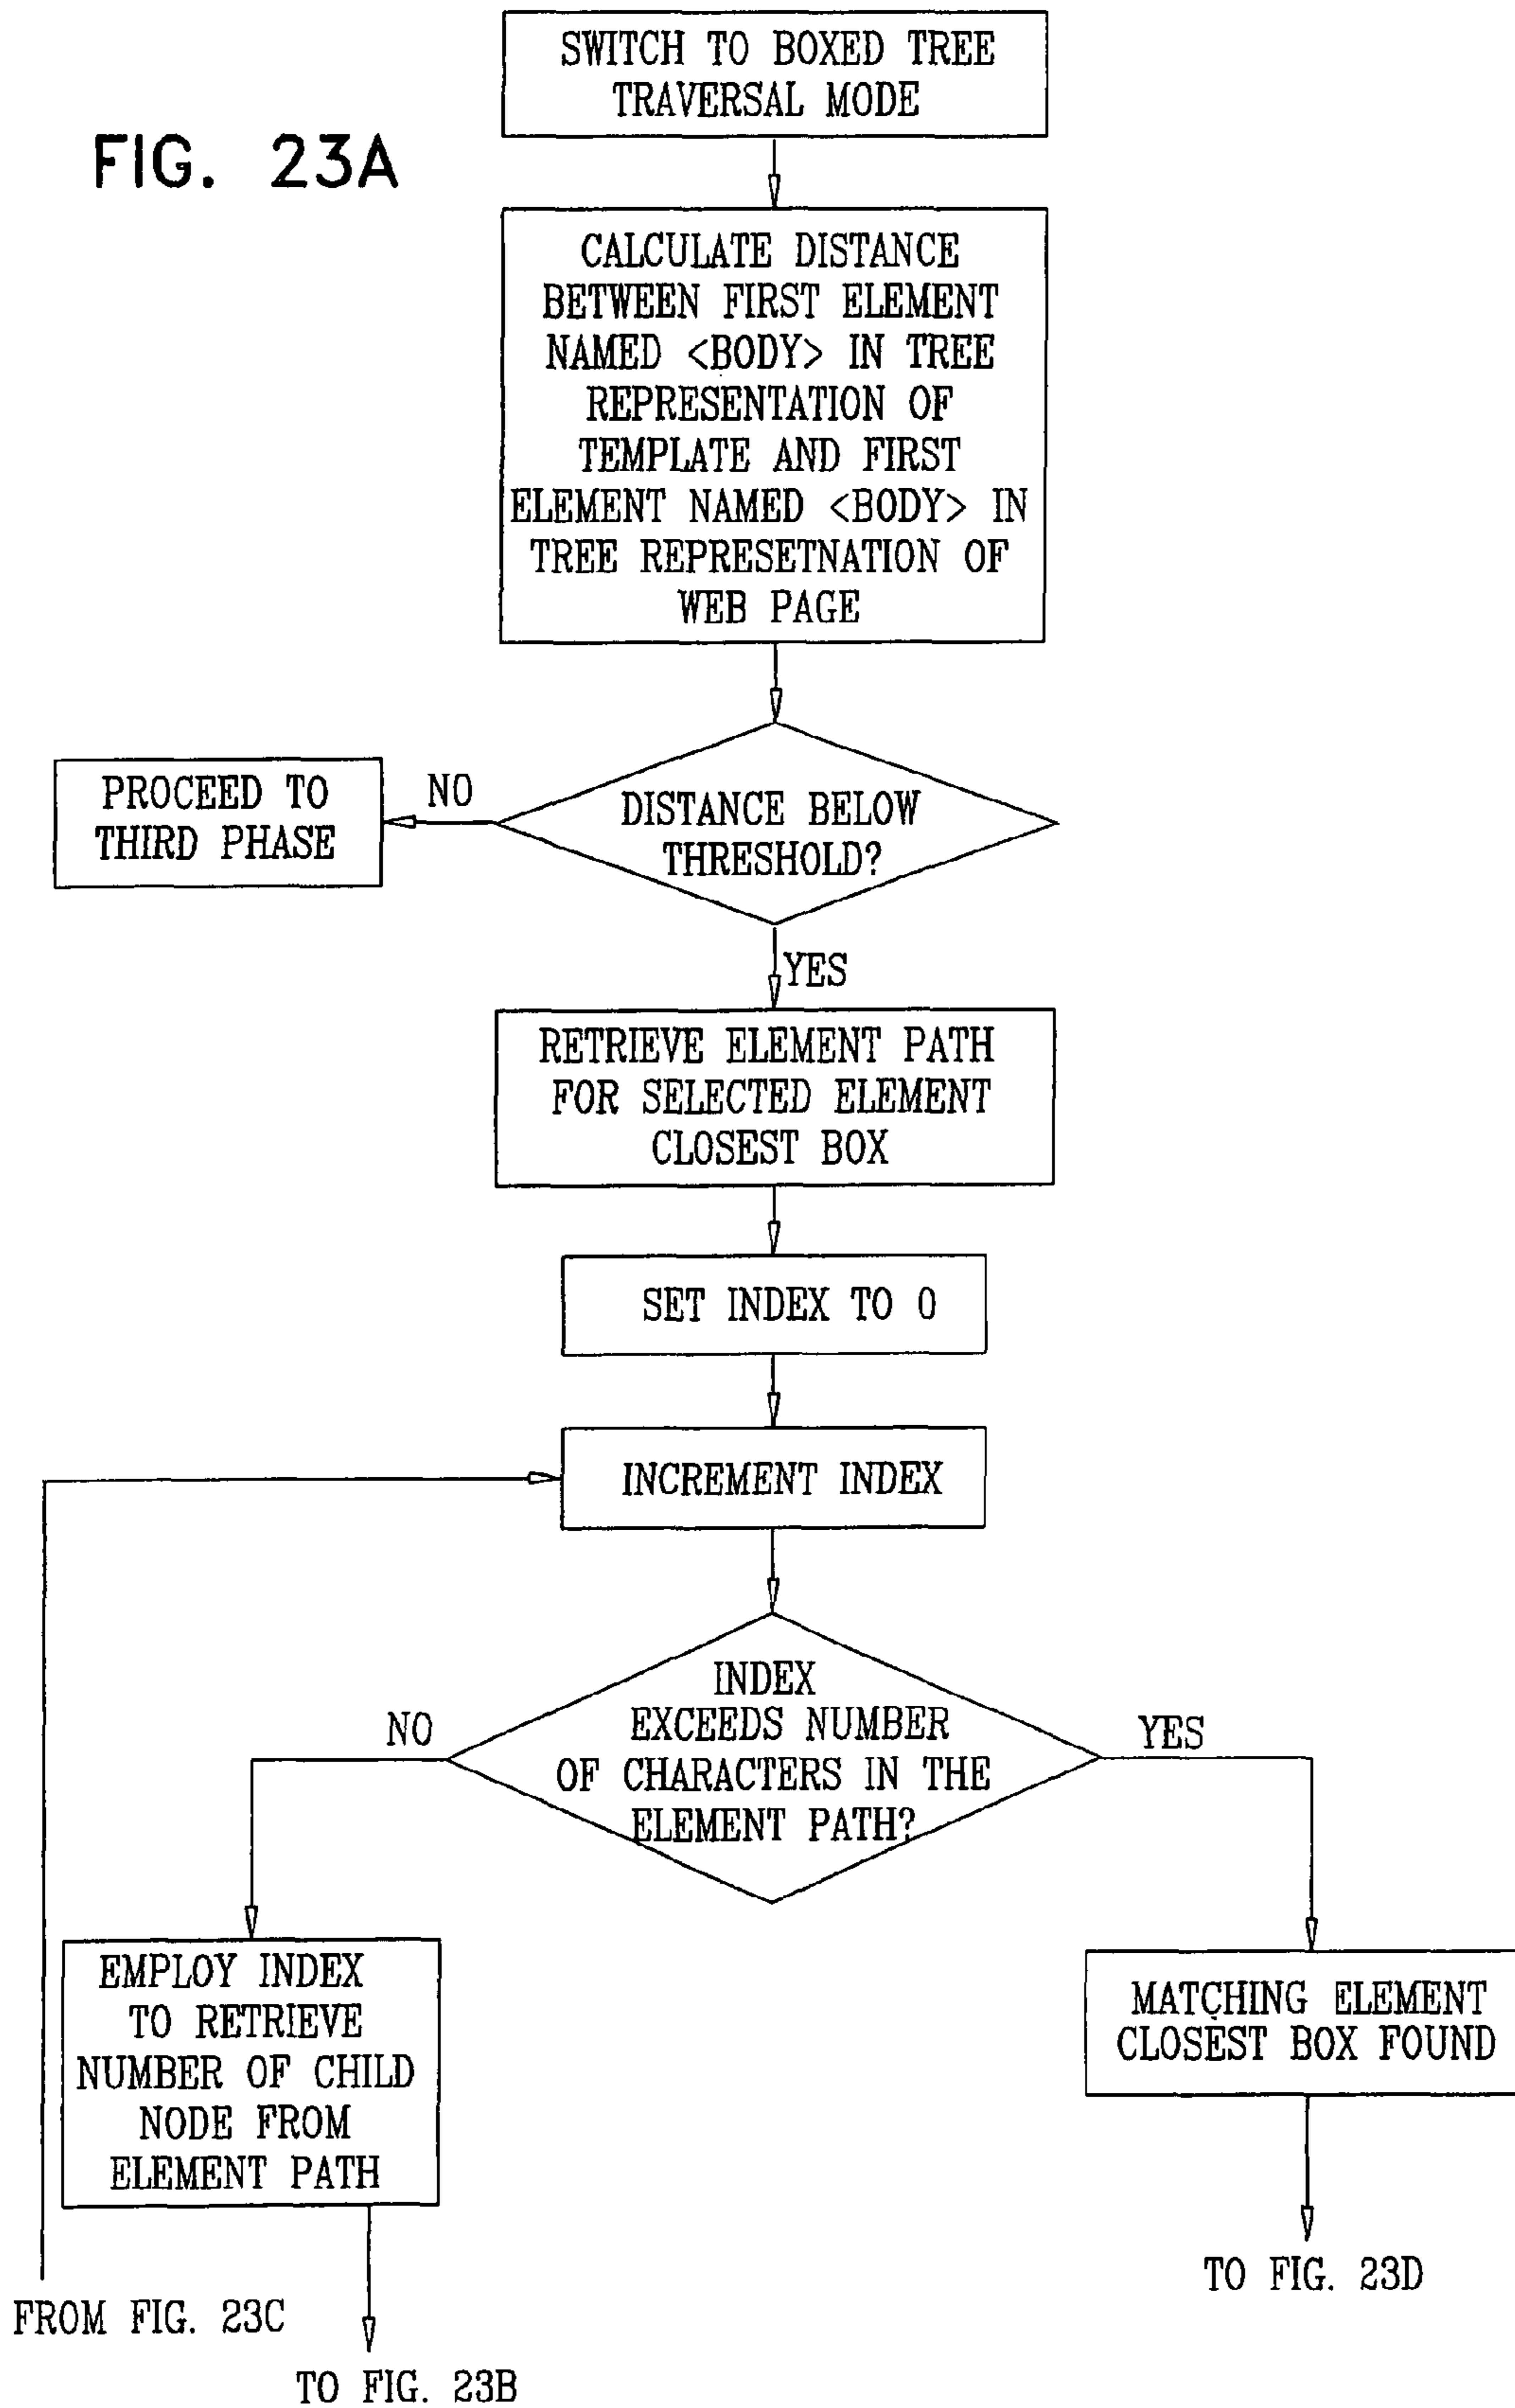 FIG. 23A
SWITCH TO BOXED TREE
TRAVERSAL MODE
CALCULATE DISTANCE
BETWEEN FIRST ELEMENT
NAMED <BODY> IN TREE
REPRESENTATION OF
TEMPLATE AND FIRST
ELEMENT NAMED <BODY> IN
TREE REPRESETNATION OF
WEB PAGE
DISTANCE BELOW
THRESHOLD?
NO
PROCEED TO
THIRD PHASE
YES
RETRIEVE ELEMENT PATH
FOR SELECTED ELEMENT
CLOSEST BOX
SET INDEX TO 0
INCREMENT INDEX
INDEX
EXCEEDS NUMBER
OF CHARACTERS IN THE
ELEMENT PATH?
NO
YES
EMPLOY INDEX
TO RETRIEVE
NUMBER OF CHILD
NODE FROM
ELEMENT PATH
MATCHING ELEMENT
CLOSEST BOX FOUND
FROM FIG. 23C
TO FIG. 23B
TO FIG. 23D